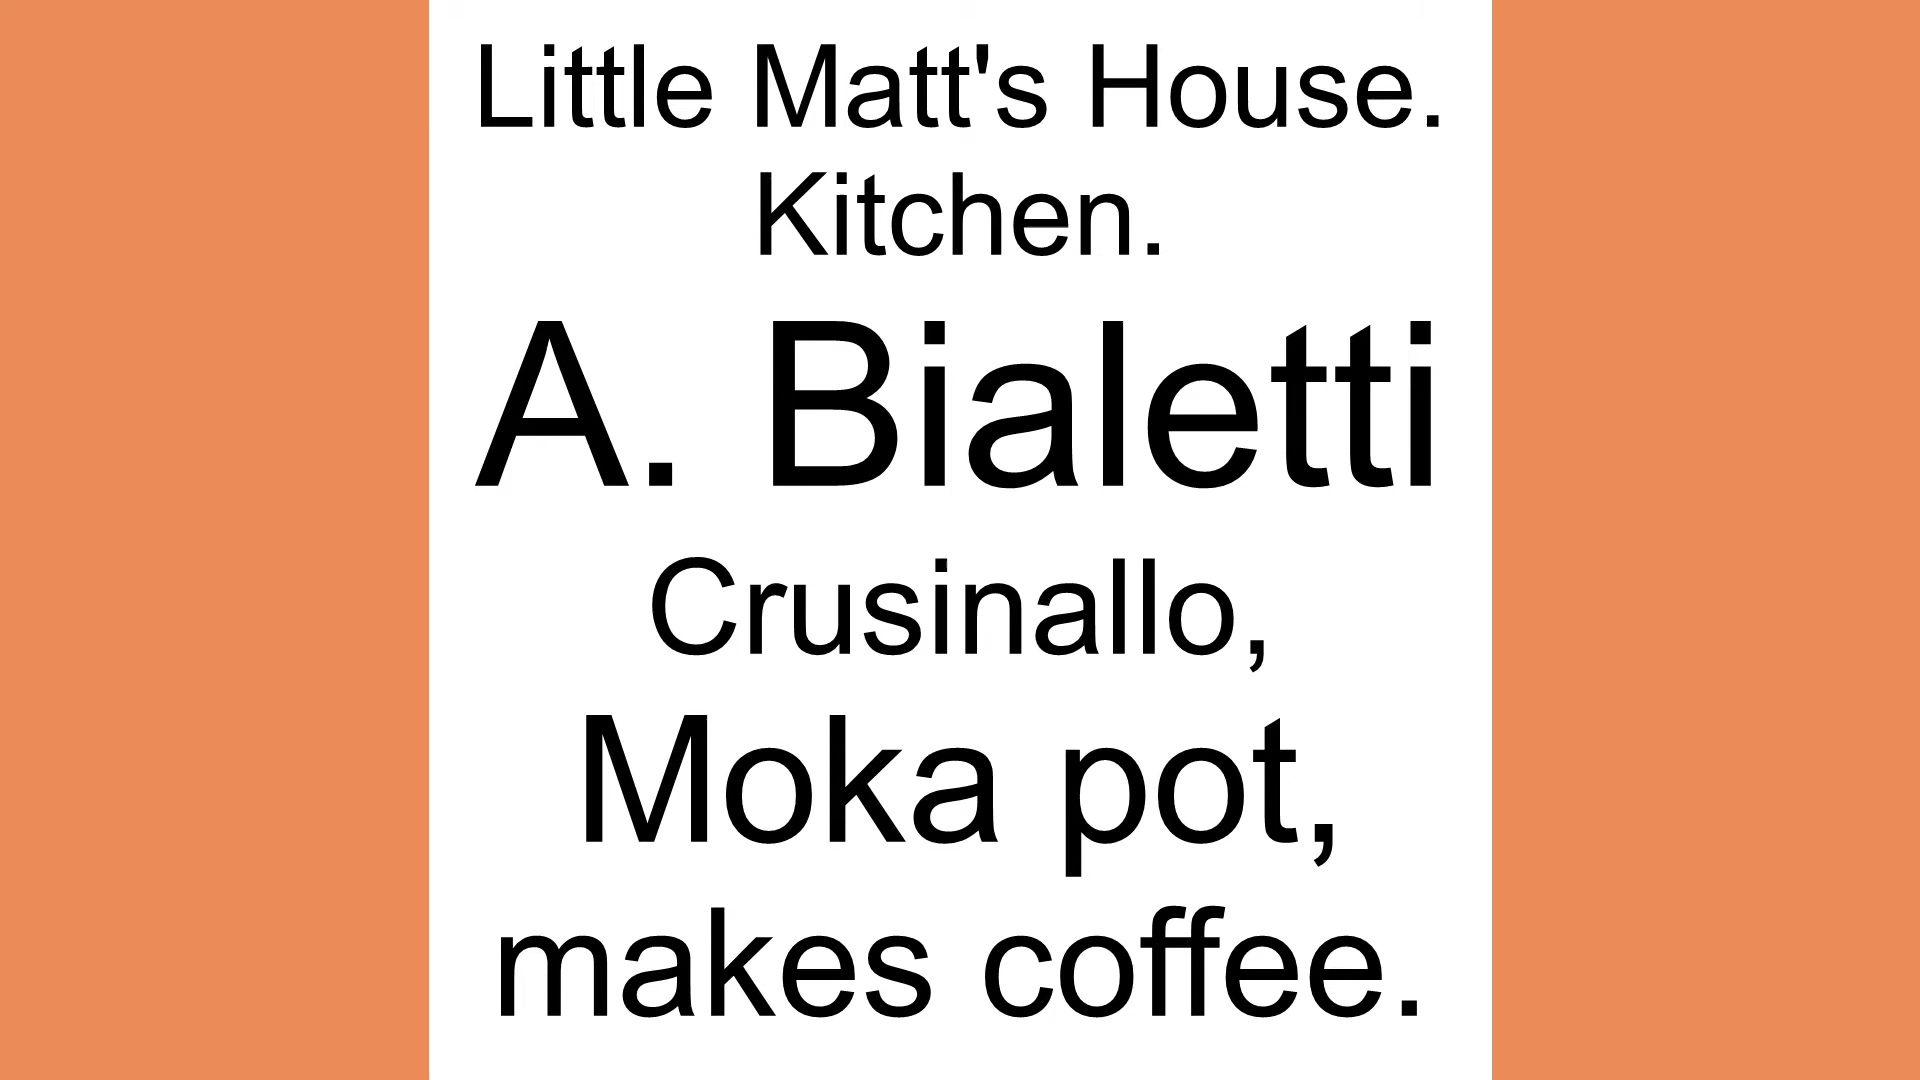 Little Matt's House.
Kitchen.
A. Bialetti
Crusinallo,
Moka pot,
makes coffee.